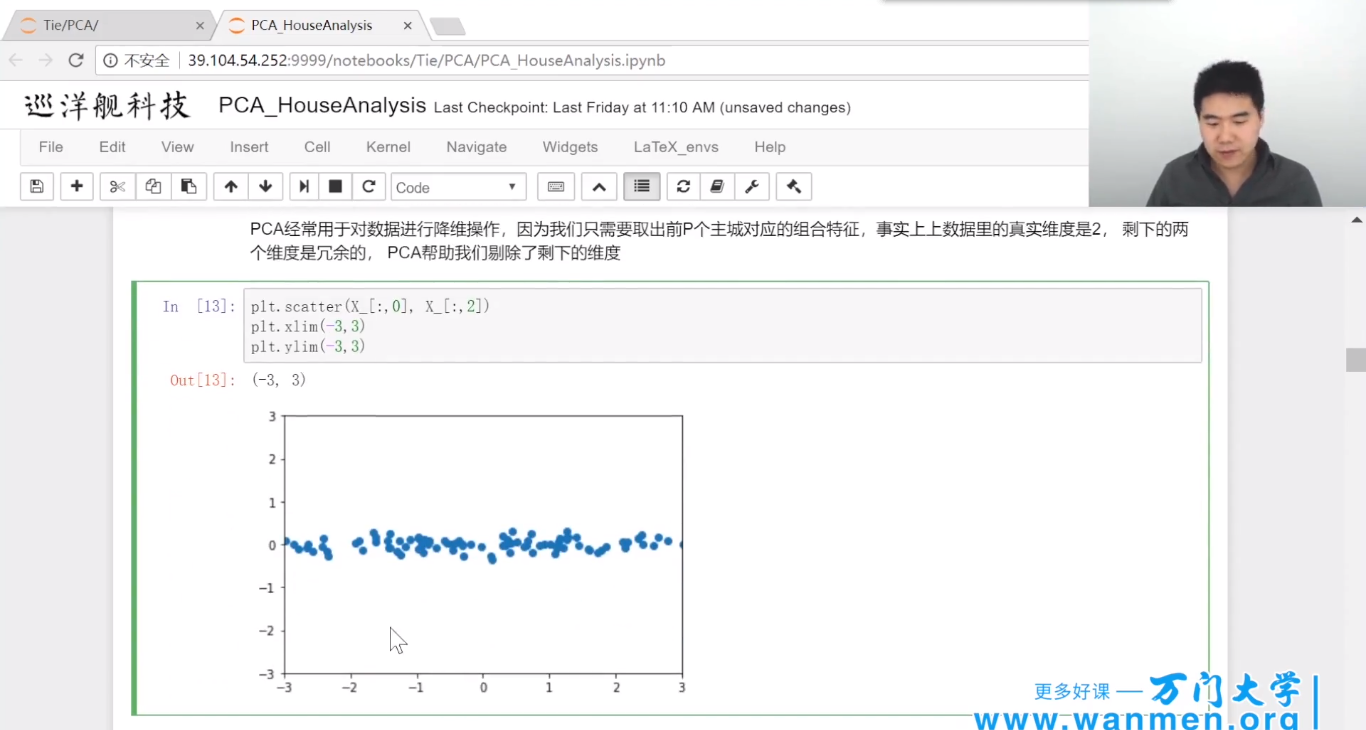 Tie/PCA/
PCA_HouseAnalysis
不安全 39.104.54.252:9999/notebooks/Tie/PCA/PCA_HouseAnalysis.ipynb
巡洋舰科技 PCA_HouseAnalysis Last Checkpoint: Last Friday at 11:10 AM (unsaved changes)
File Edit View Insert Cell Kernel Navigate Widgets LaTeX_envs Help
Code
PCA经常用于对数据进行降维操作，因为我们只需要取出前P个主城对应的组合特征，事实上上数据里的真实维度是2， 剩下的两
个维度是冗余的， PCA帮助我们剔除了剩下的维度
In [13]: plt.scatter(X_[:,0], X_[:,2])
plt.xlim(-3,3)
plt.ylim(-3,3)
Out[13]: (-3, 3)
3
2
1
0
−1
−2
−3
−3 −2 −1 0 1 2 3
更多好课 — 万门大学
www.wanmen.org